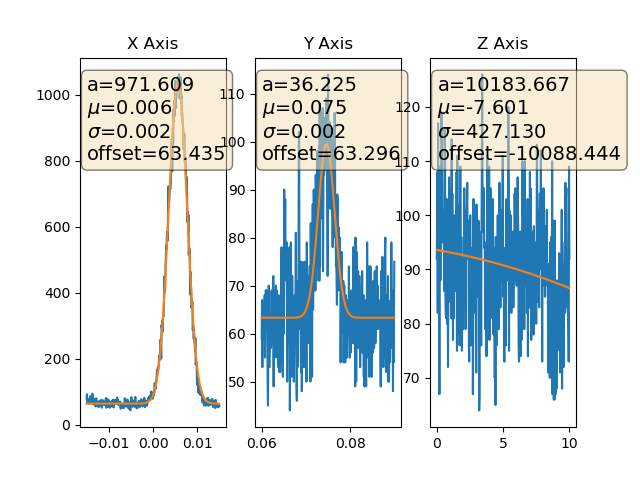 X Axis
Y Axis
Z Axis
a=971.609
μ=0.006
σ=0.002
offset=63.435
a=36.225
μ=0.075
σ=0.002
offset=63.296
a=10183.667
μ=-7.601
σ=427.130
offset=-10088.444
1000
800
600
400
200
0
−0.01
0.00
0.01
110
100
90
80
70
60
50
0.06
0.08
120
110
100
90
80
70
0
5
10